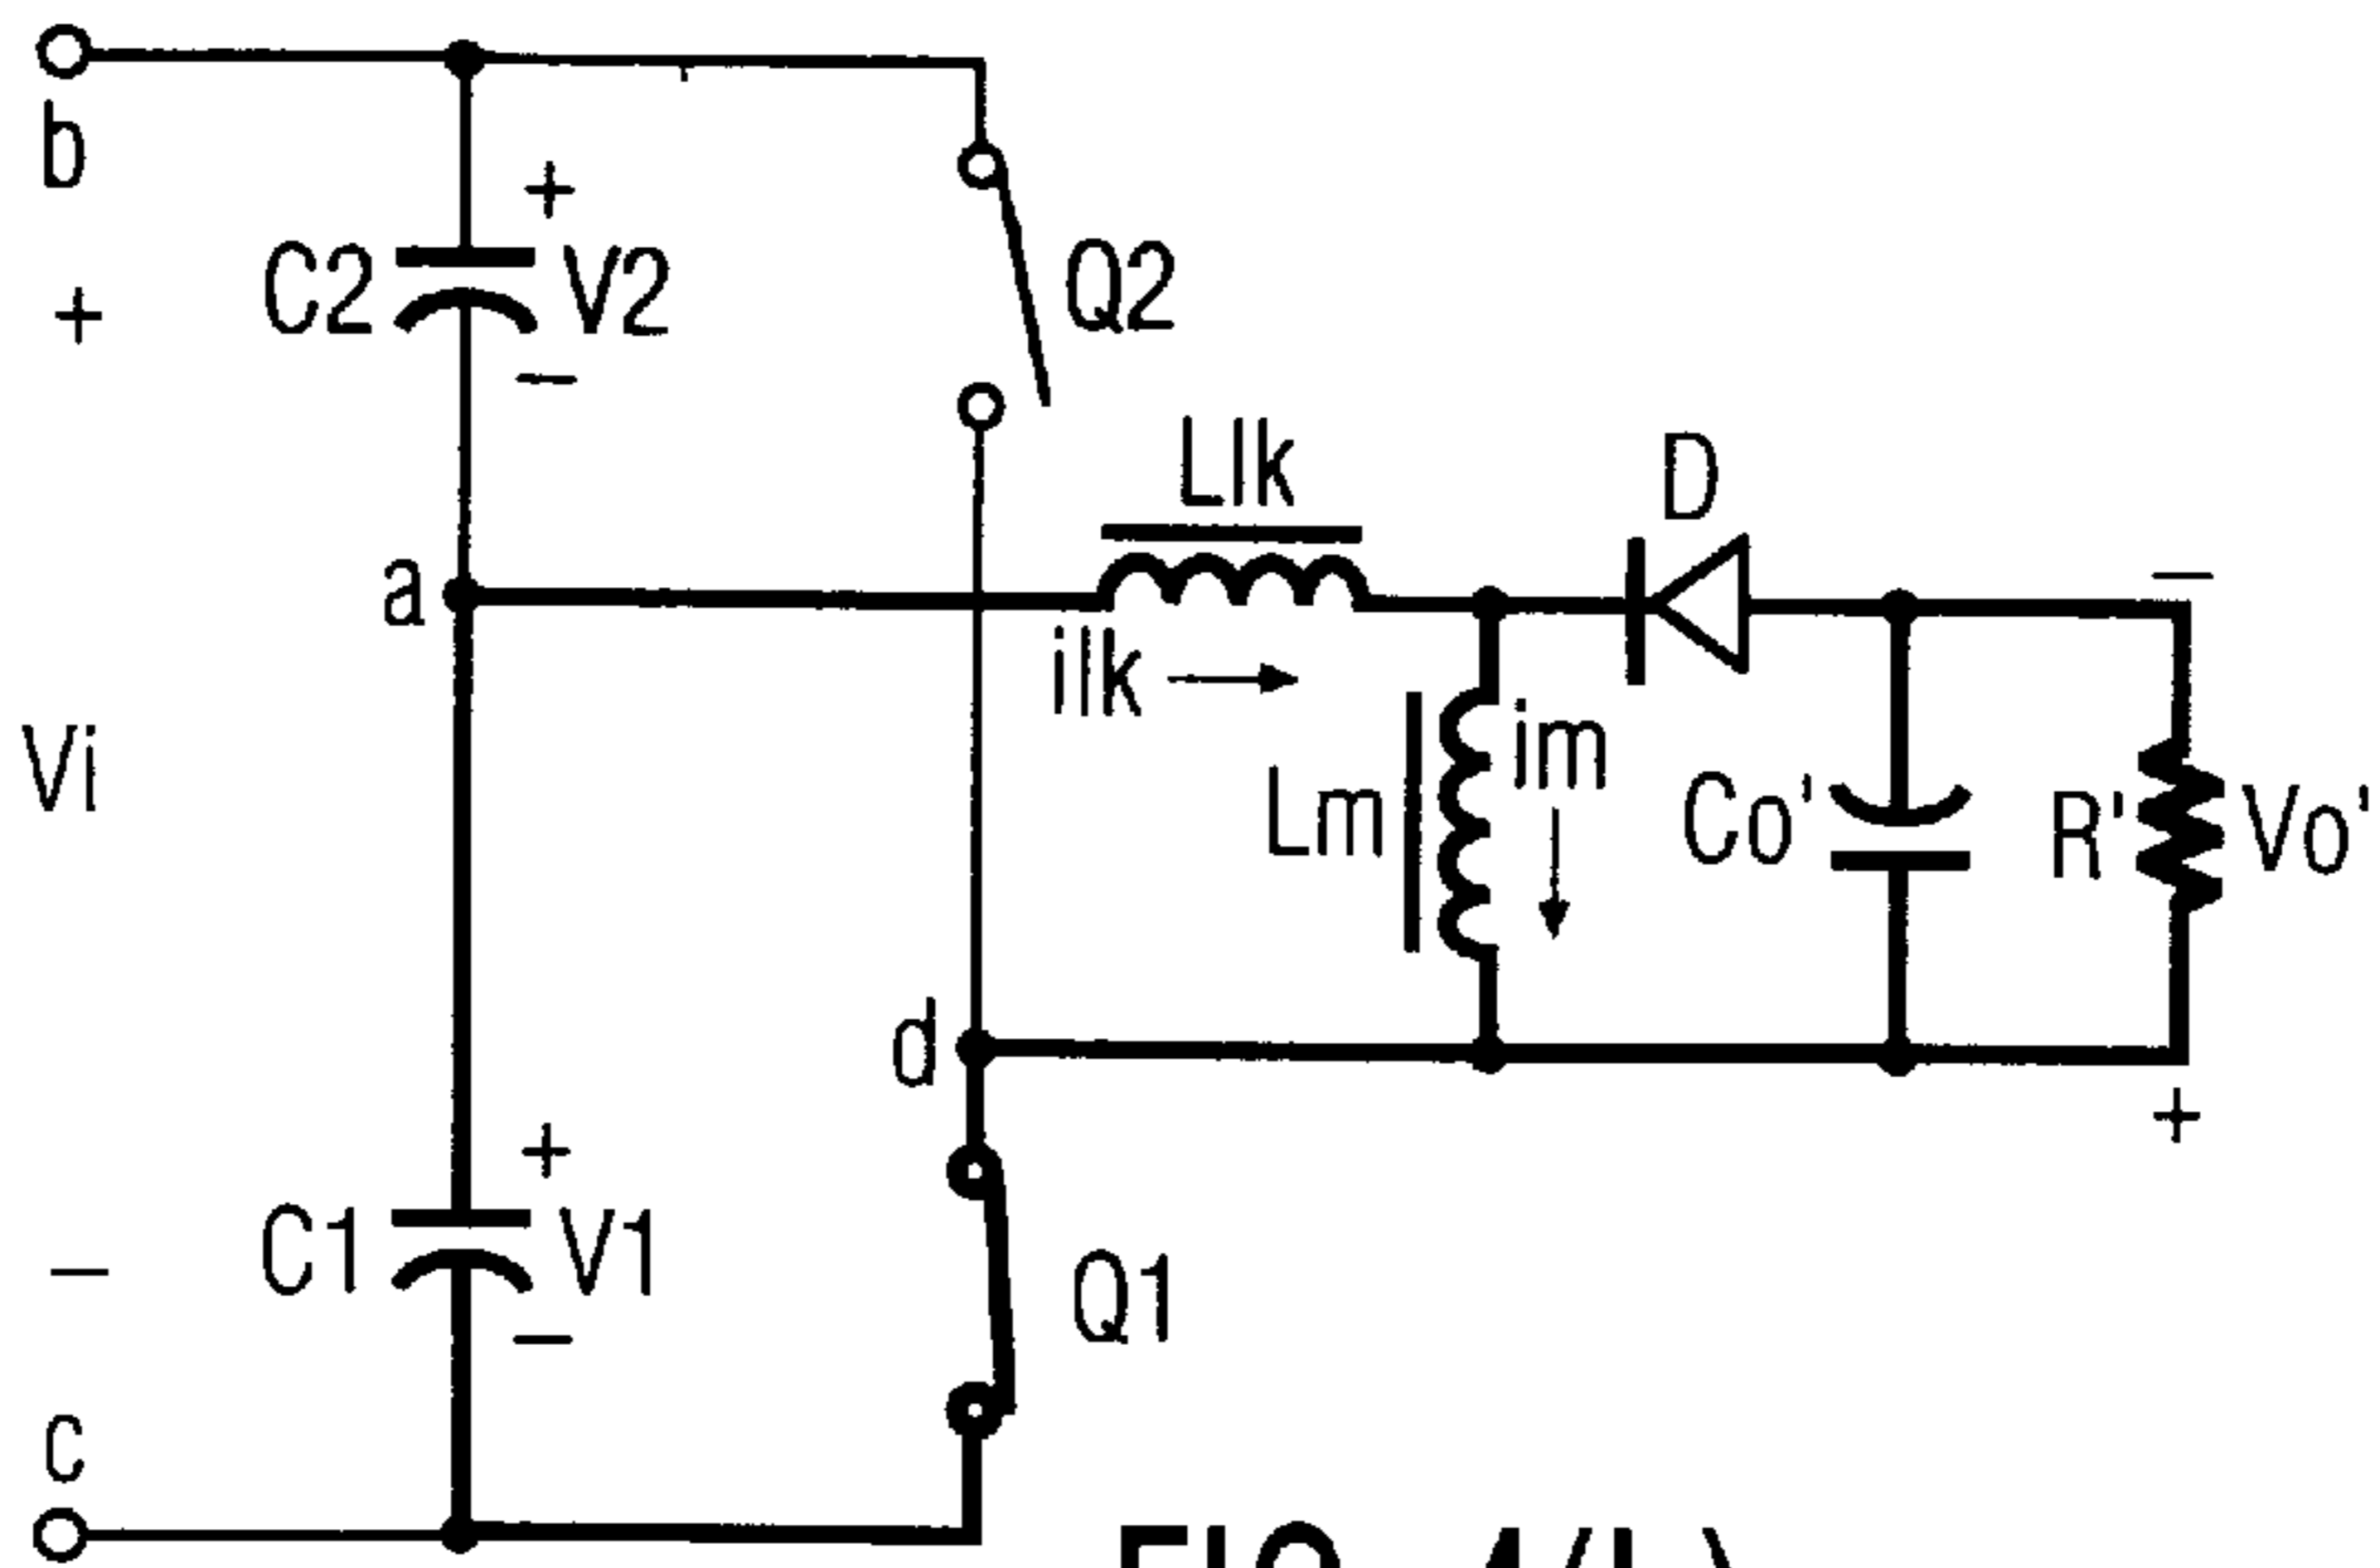 b
+
C2
V2
+
−
Q2
Llk
D
−
a
ilk
im
Lm
Co'
R'
Vo'
Vi
d
+
+
C1
V1
−
−
Q1
c